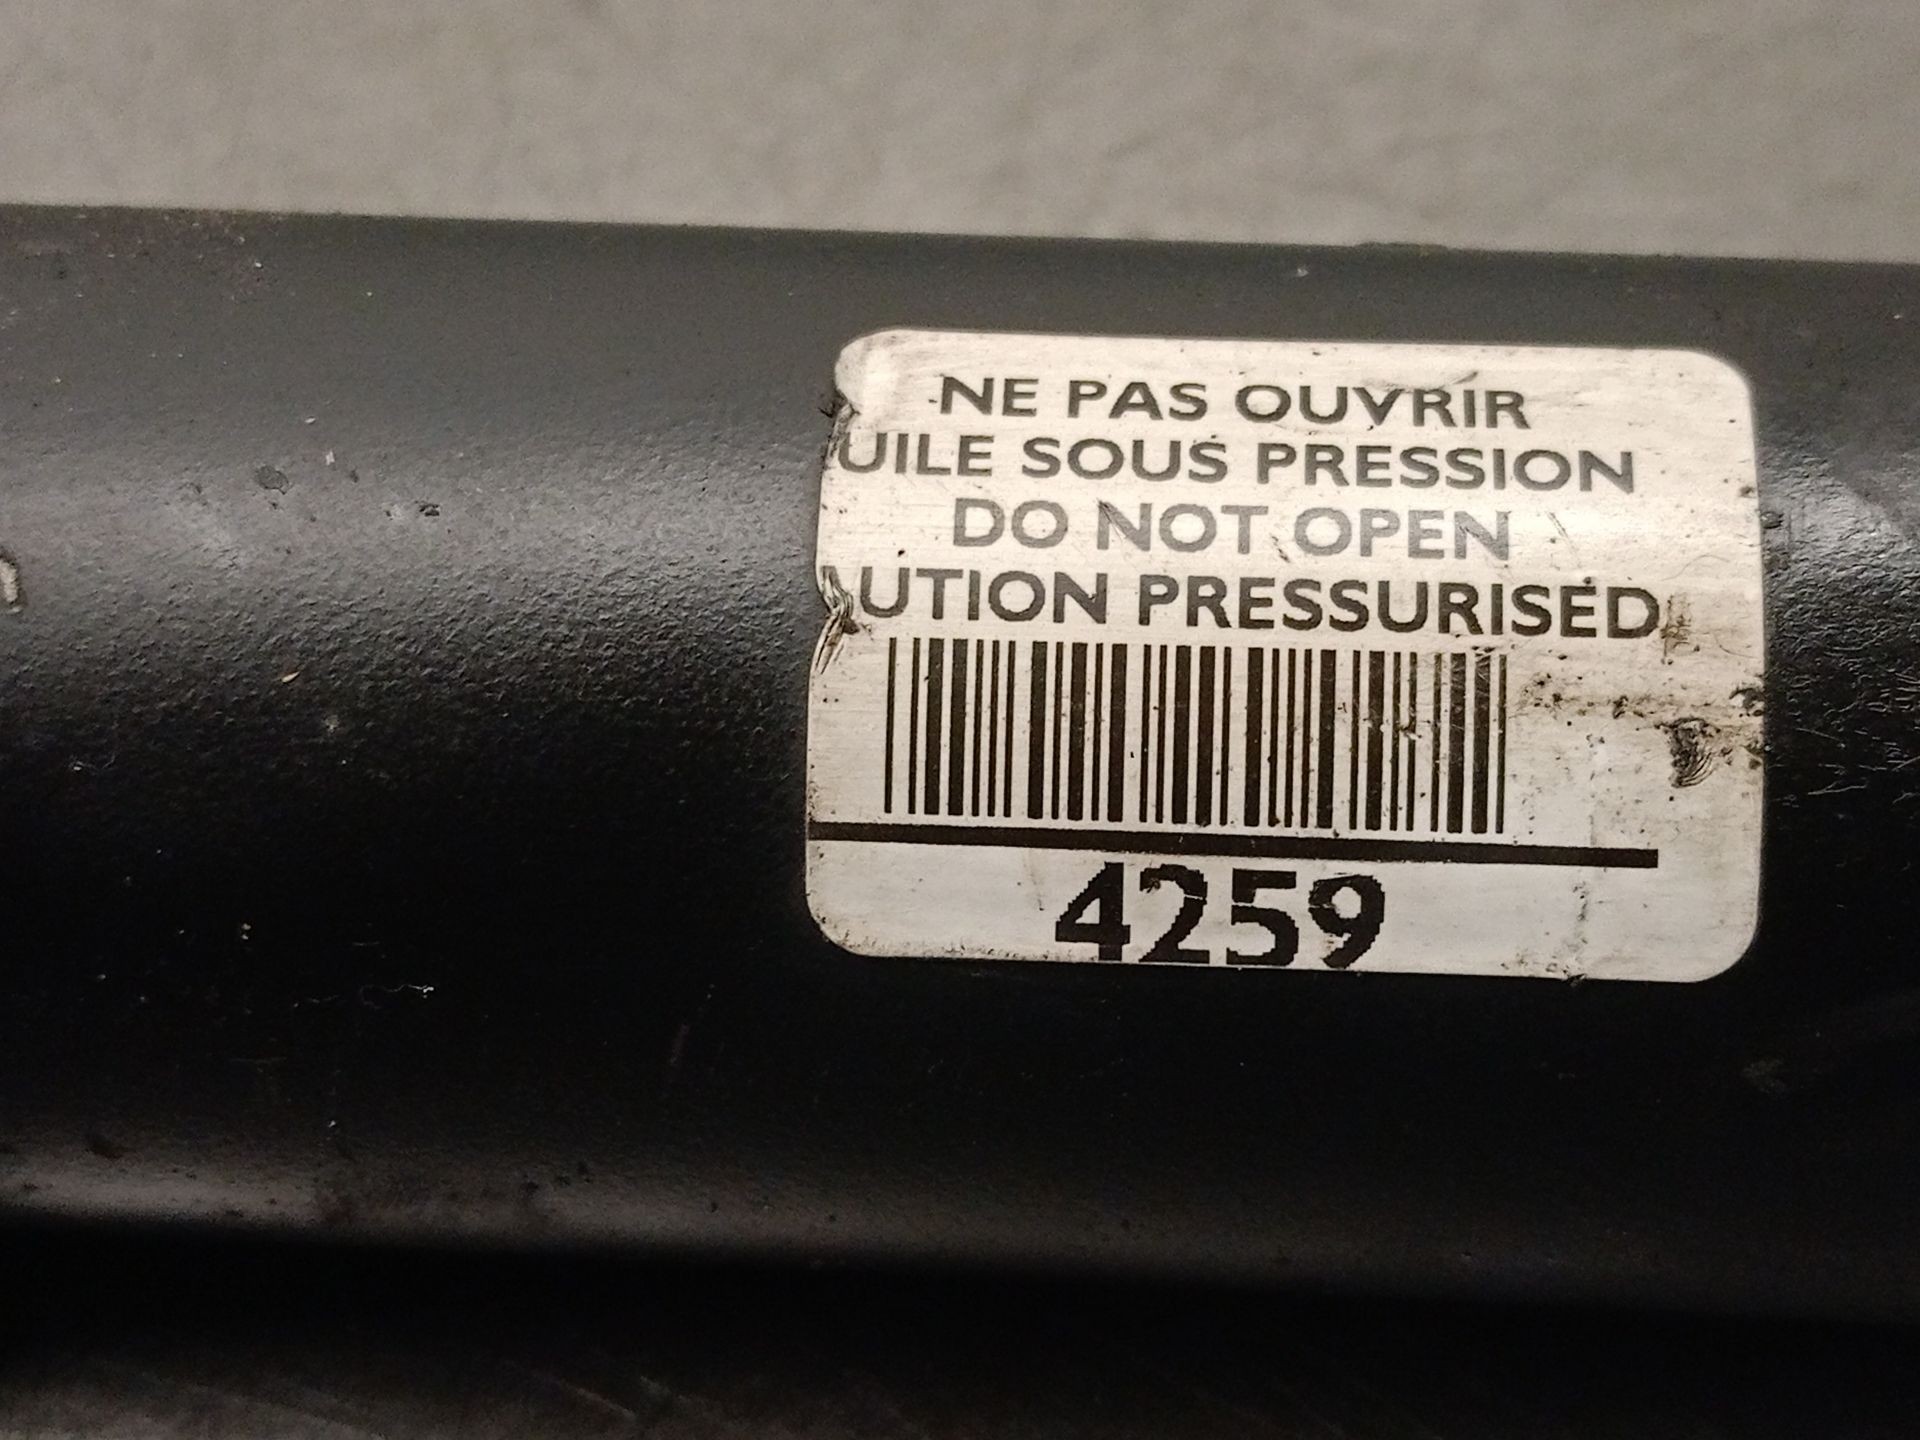 NE PAS OUVRIR
UILE SOUS PRESSION
DO NOT OPEN
UTION PRESSURISED
4259